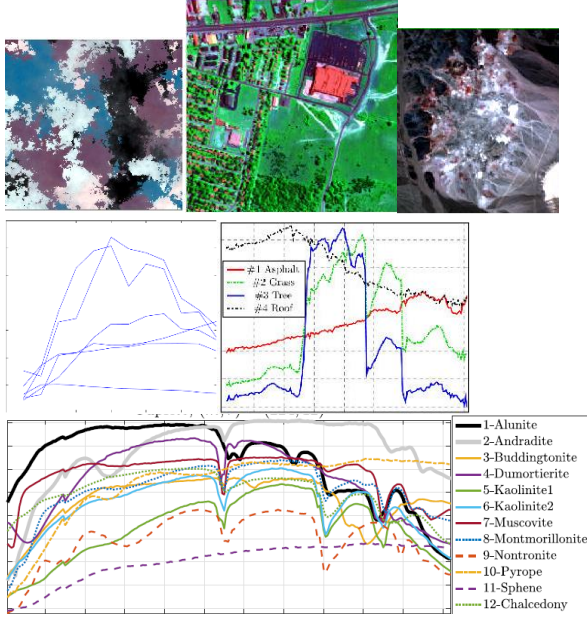 #1 Asphalt
#2 Grass
#3 Tree
#4 Roof
1-Alunite
2-Andradite
3-Buddingtonite
4-Dumortierite
5-Kaolinite1
6-Kaolinite2
7-Muscovite
8-Montmorillonite
9-Nontronite
10-Pyrope
11-Sphene
12-Chalcedony